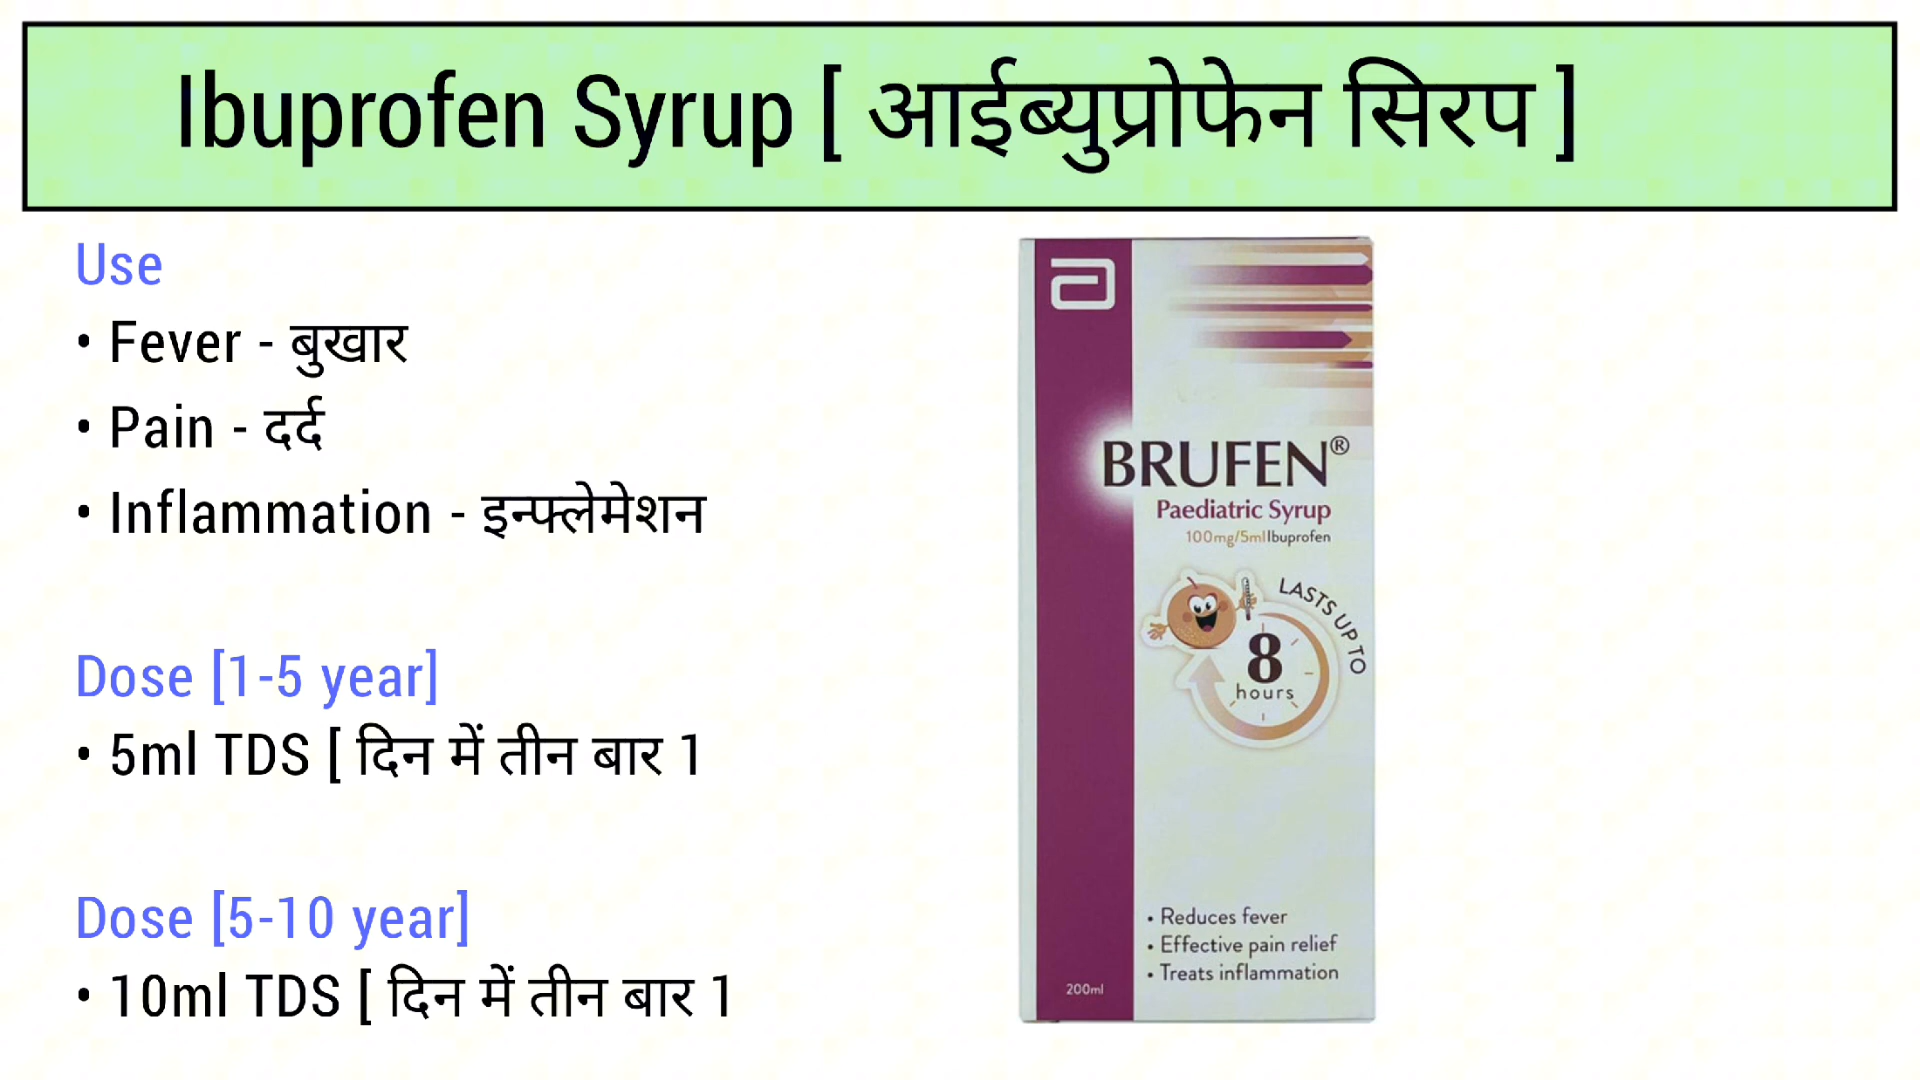 Ibuprofen Syrup [ आईब्युप्रोफेन सिरप ]
Use
• Fever - बुखार
• Pain - दर्द
• Inflammation - इन्फ्लेमेशन
Dose [1-5 year]
• 5ml TDS [ दिन में तीन बार 1
Dose [5-10 year]
• 10ml TDS [ दिन में तीन बार 1
BRUFEN®
Paediatric Syrup
100mg/5ml Ibuprofen
LASTS UP TO
8
hours
• Reduces fever
• Effective pain relief
• Treats inflammation
200ml